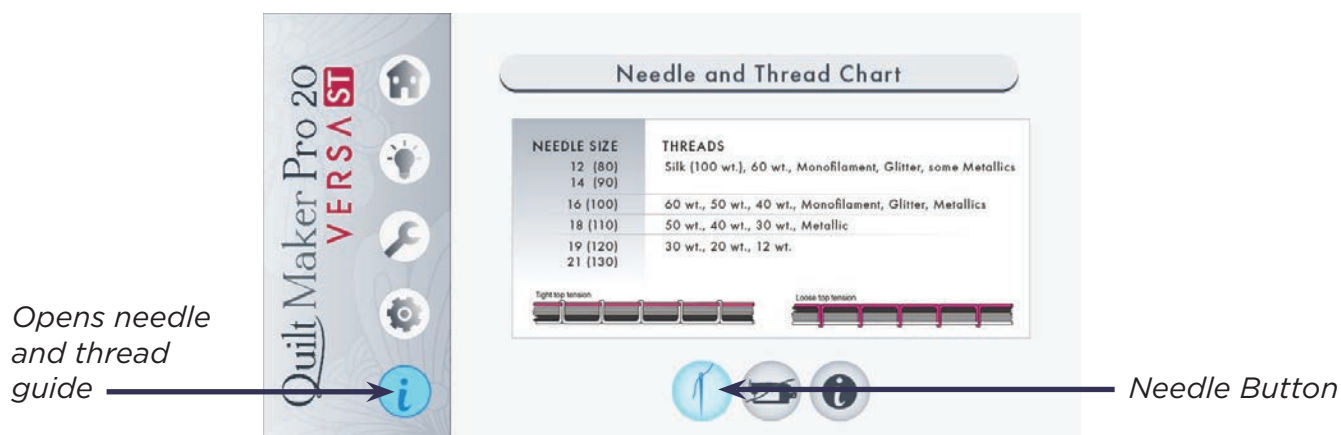 Quilt Maker Pro 20
VERSA ST
Needle and Thread Chart
NEEDLE SIZE THREADS
12 (80) Silk (100 wt.), 60 wt., Monofilament, Glitter, some Metallics
14 (90)
16 (100) 60 wt., 50 wt., 40 wt., Monofilament, Glitter, Metallics
18 (110) 50 wt., 40 wt., 30 wt., Metallic
19 (120) 30 wt., 20 wt., 12 wt.
21 (130)
Tight top tension Loose top tension
Opens needle
and thread
guide
i
i
Needle Button